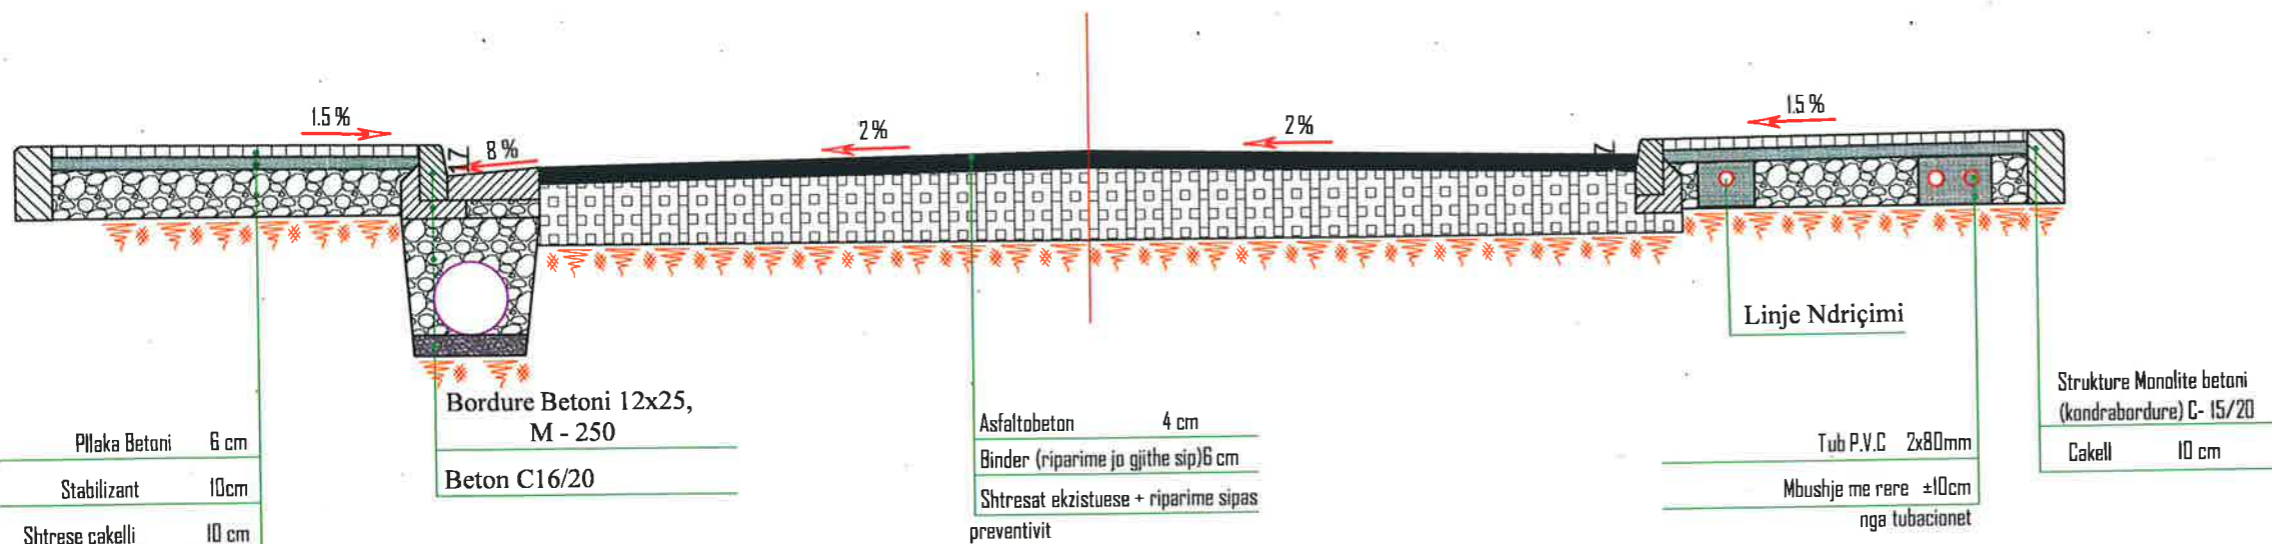 1.5 %
17
8 %
2%
2%
1.5 %
Linje Ndriçimi
Bordure Betoni 12x25,
M - 250
Beton C16/20
Pllaka Betoni 6 cm
Stabilizant 10cm
Shtrese cakelli 10 cm
Asfaltobeton 4 cm
Binder (riparime jo gjithe sip)6 cm
Shtresat ekzistuese + riparime sipas
preventivit
Tub P.V.C 2x80mm
Mbushje me rere ±10cm
nga tubacionet
Strukture Monolite betoni
(kondrabordure) C- 15/20
Cakell 10 cm